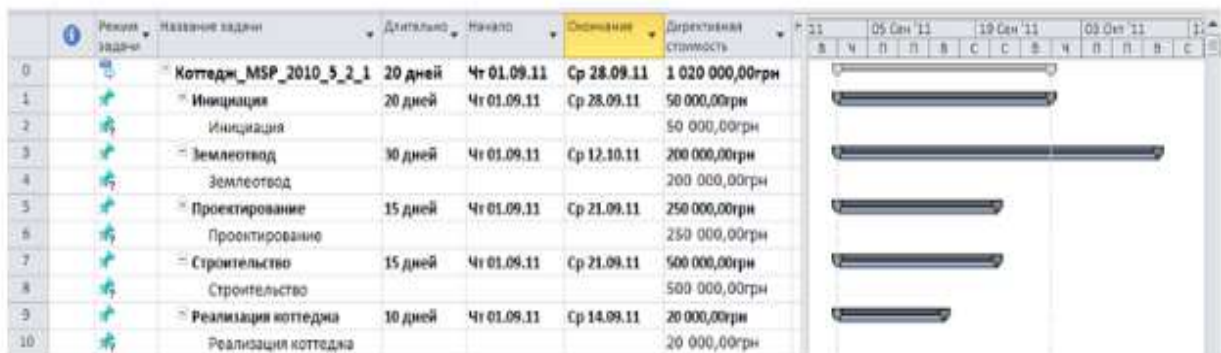 Режим задачи Название задачи Длительно Начало Окончание Директивная стоимость 11 05 Сен '11 19 Сен '11 03 Окт '11
В Ч П П В С С В Ч П П В С
0 Коттедж_MSP_2010_5_2_1 20 дней Чт 01.09.11 Ср 28.09.11 1 020 000,00грн
1 Инициация 20 дней Чт 01.09.11 Ср 28.09.11 50 000,00грн
2 Инициация 50 000,00грн
3 Землеотвод 30 дней Чт 01.09.11 Ср 12.10.11 200 000,00грн
4 Землеотвод 200 000,00грн
5 Проектирование 15 дней Чт 01.09.11 Ср 21.09.11 250 000,00грн
6 Проектирование 250 000,00грн
7 Строительство 15 дней Чт 01.09.11 Ср 21.09.11 500 000,00грн
8 Строительство 500 000,00грн
9 Реализация коттеджа 10 дней Чт 01.09.11 Ср 14.09.11 20 000,00грн
10 Реализация коттеджа 20 000,00грн